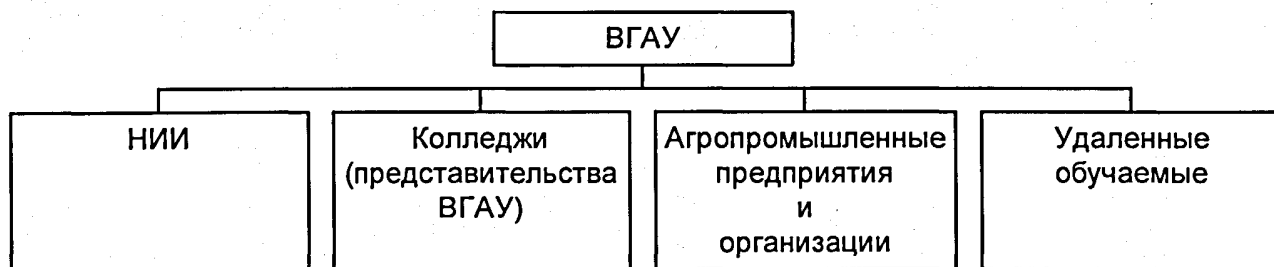 ВГАУ
НИИ
Колледжи
(представительства
ВГАУ)
Агропромышленные
предприятия
и
организации
Удаленные
обучаемые